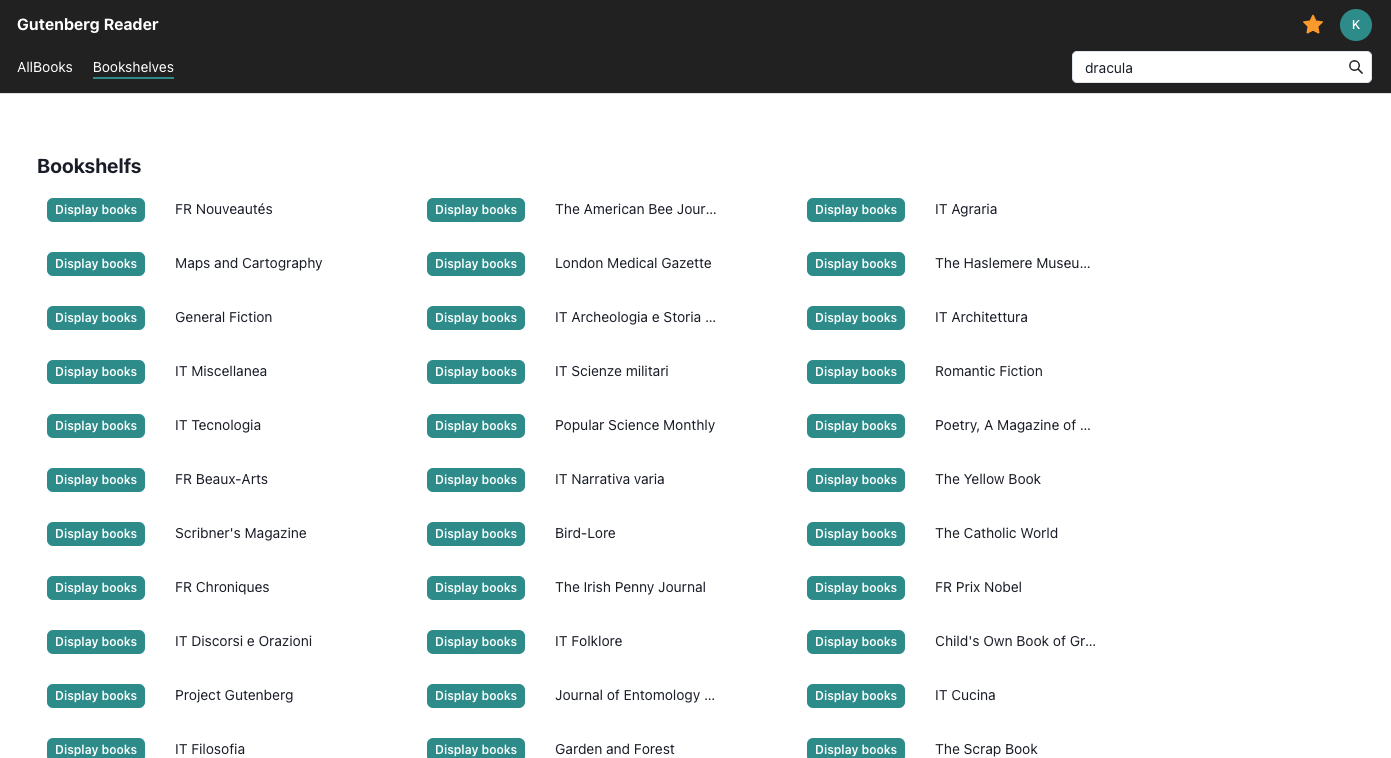 Gutenberg Reader
K
AllBooks Bookshelves dracula
Bookshelfs
Display books FR Nouveautés Display books The American Bee Jour... Display books IT Agraria
Display books Maps and Cartography Display books London Medical Gazette Display books The Haslemere Museu...
Display books General Fiction Display books IT Archeologia e Storia ... Display books IT Architettura
Display books IT Miscellanea Display books IT Scienze militari Display books Romantic Fiction
Display books IT Tecnologia Display books Popular Science Monthly Display books Poetry, A Magazine of ...
Display books FR Beaux-Arts Display books IT Narrativa varia Display books The Yellow Book
Display books Scribner's Magazine Display books Bird-Lore Display books The Catholic World
Display books FR Chroniques Display books The Irish Penny Journal Display books FR Prix Nobel
Display books IT Discorsi e Orazioni Display books IT Folklore Display books Child's Own Book of Gr...
Display books Project Gutenberg Display books Journal of Entomology ... Display books IT Cucina
Display books IT Filosofia Display books Garden and Forest Display books The Scrap Book